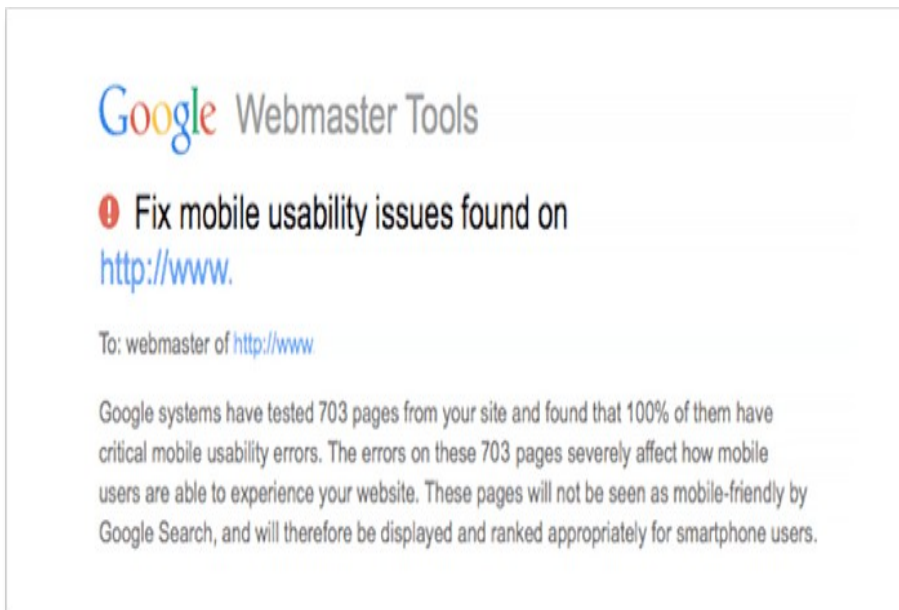 Google Webmaster Tools
Fix mobile usability issues found on
http://www.
To: webmaster of http://www
Google systems have tested 703 pages from your site and found that 100% of them have
critical mobile usability errors. The errors on these 703 pages severely affect how mobile
users are able to experience your website. These pages will not be seen as mobile-friendly by
Google Search, and will therefore be displayed and ranked appropriately for smartphone users.